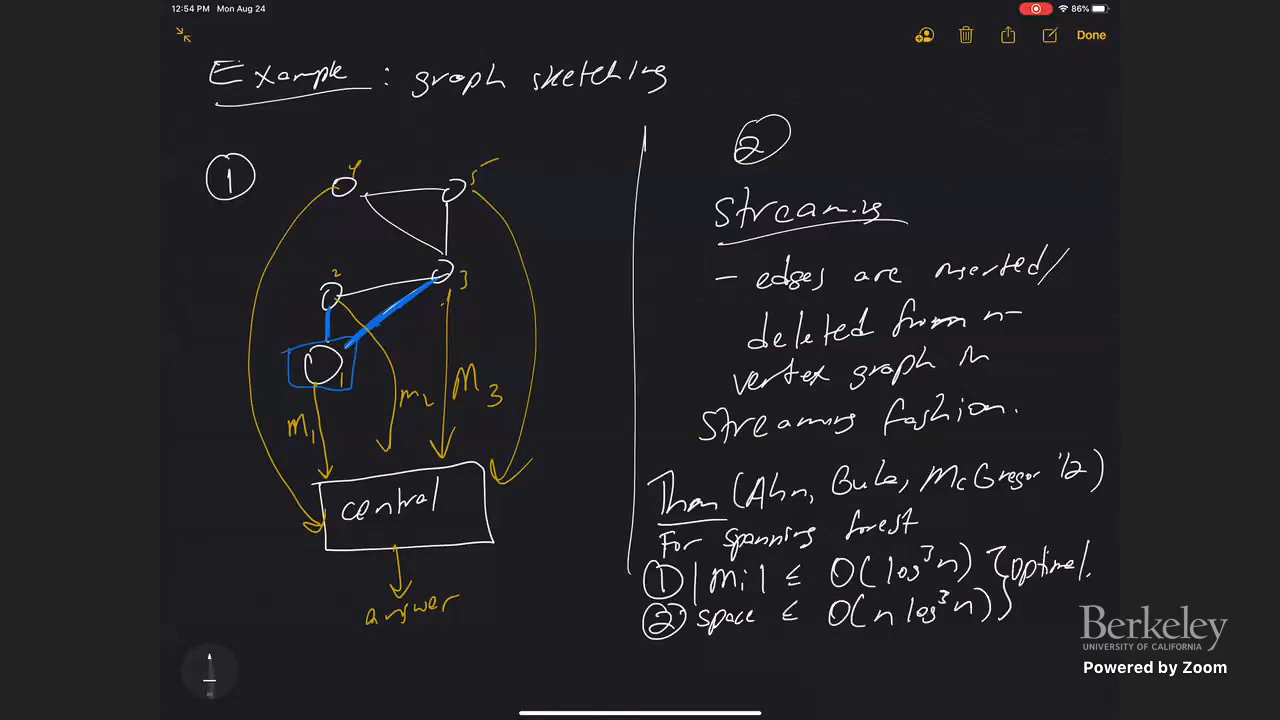 12:54 PM Mon Aug 24
86%
Done
Example : graph sketching
1
4
5
2
3
1
M1
M2
M3
central
answer
2
Streaming
- edges are inserted/
deleted from n-
vertex graph in
streaming fashion.
Thm (Ahn, Guha, McGregor '12)
For spanning forest
1 |Mi| ≤ O(log³n) } optimal.
2 space ≤ O(n log³n)
Berkeley
UNIVERSITY OF CALIFORNIA
Powered by Zoom